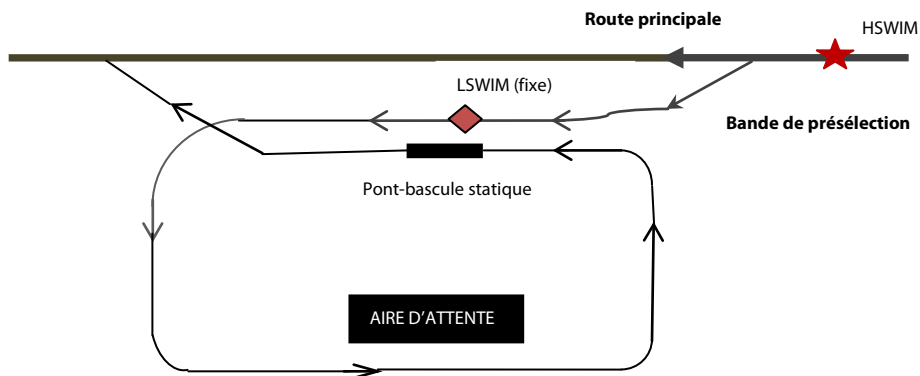 Route principale
HSWIM
LSWIM (fixe)
Bande de présélection
Pont-bascule statique
AIRE D’ATTENTE